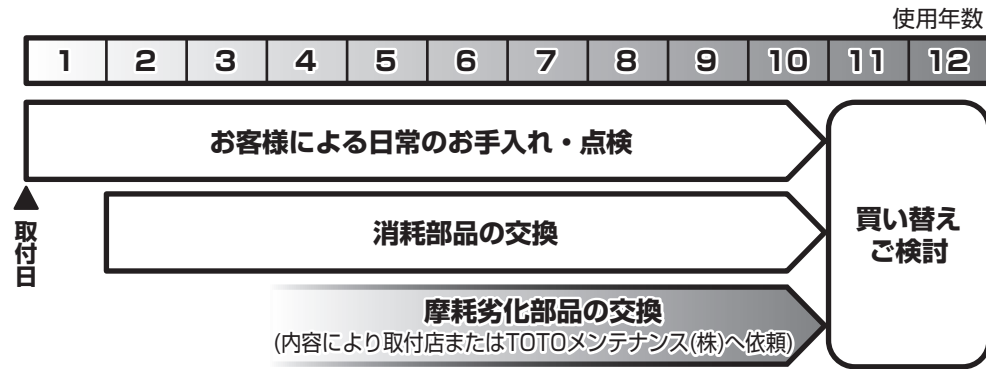 使用年数
1 2 3 4 5 6 7 8 9 10 11 12
お客様による日常のお手入れ・点検
取付日
消耗部品の交換
買い替え
ご検討
摩耗劣化部品の交換
(内容により取付店またはTOTOメンテナンス(株)へ依頼)